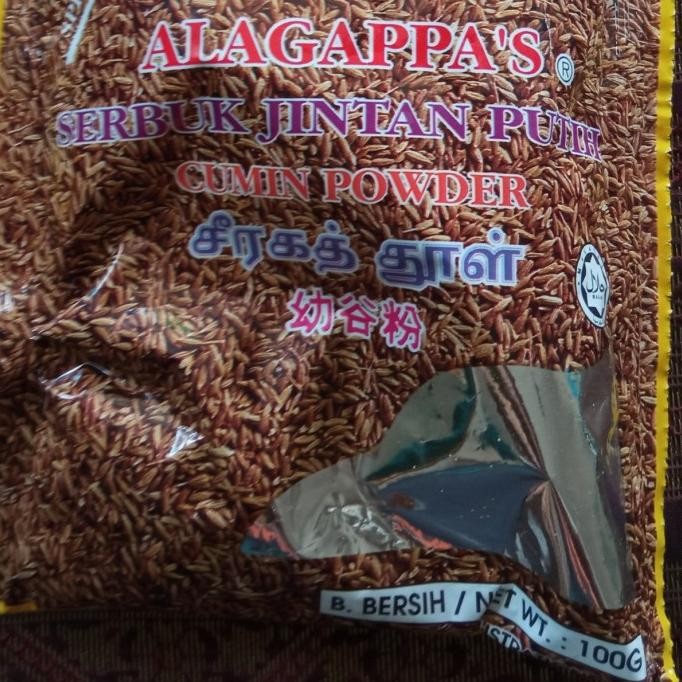 ALAGAPPA'S ®
SERBUK JINTAN PUTIH
CUMIN POWDER
சீரகத் தூள்
幼谷粉
B. BERSIH / NET WT. : 100G